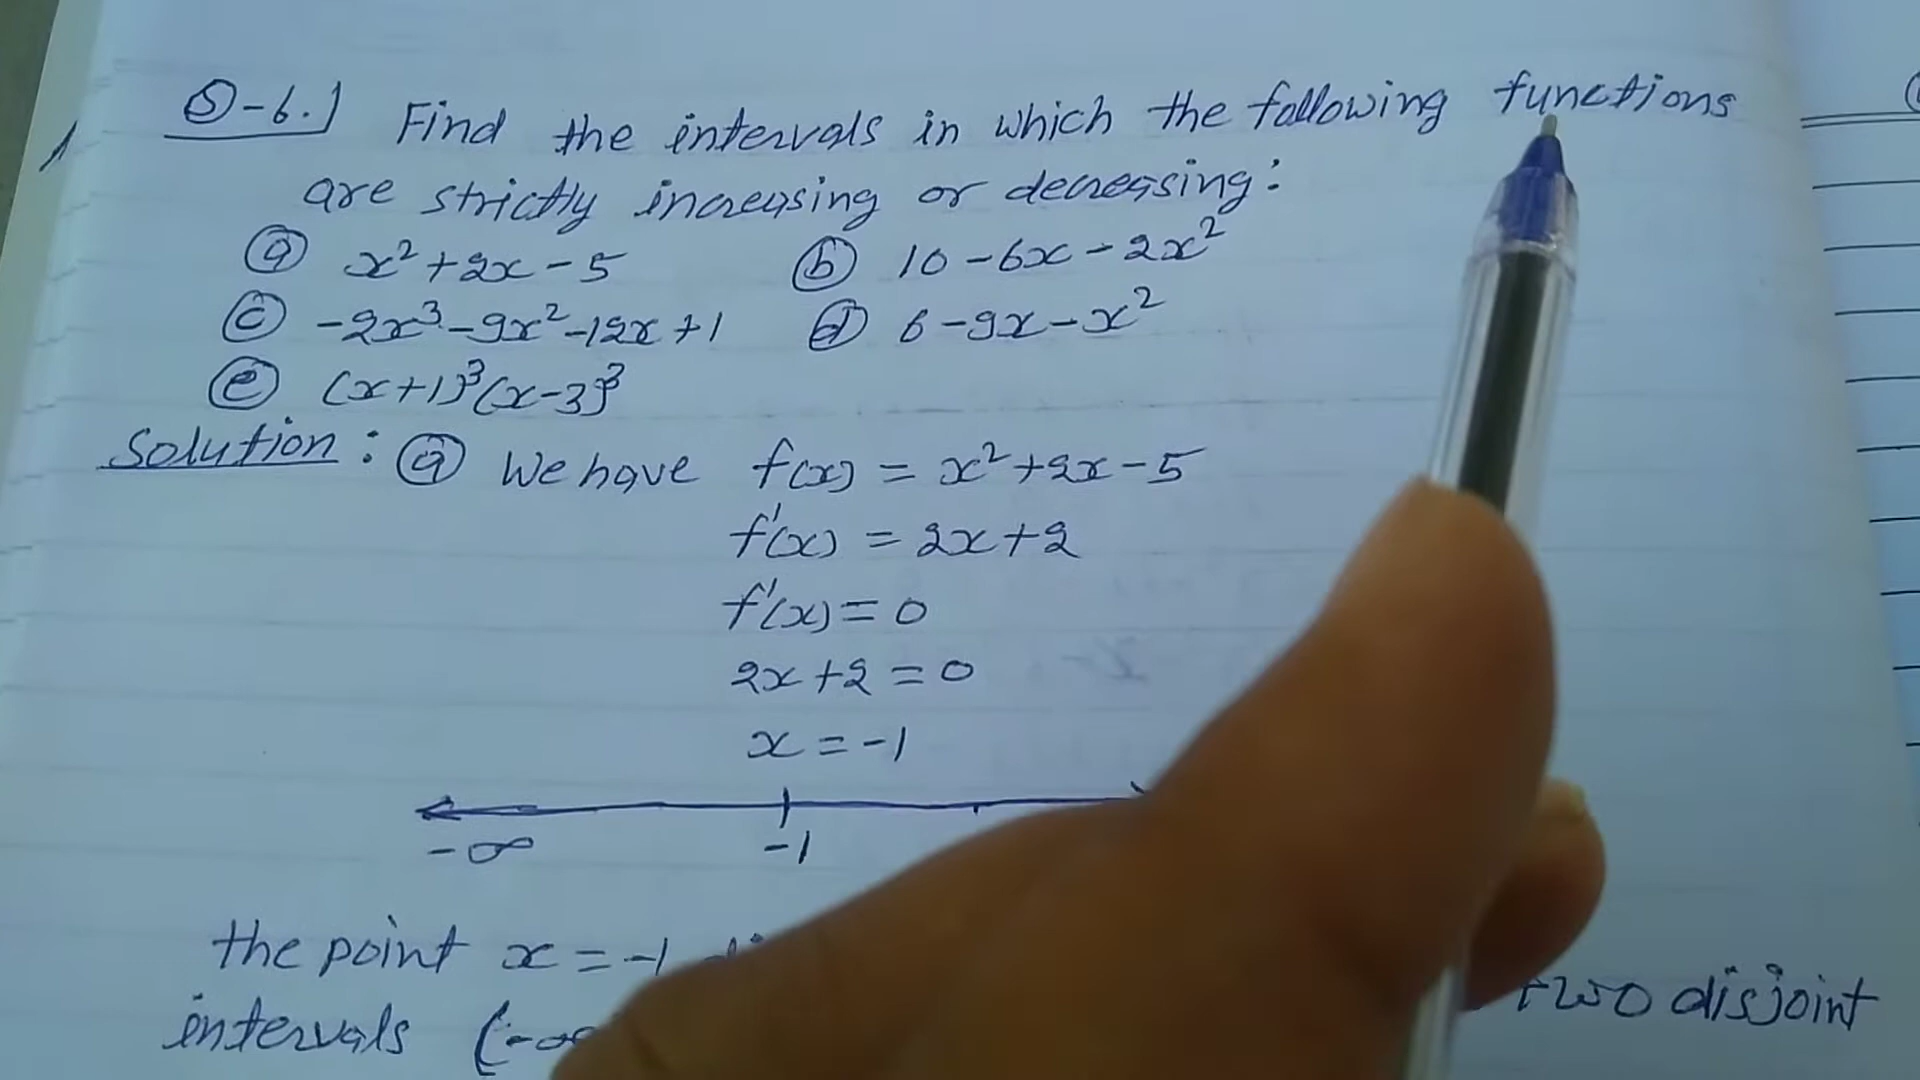 Q-6.) Find the intervals in which the following functions
are strictly increasing or decreasing:
(a) x² + 2x - 5 (b) 10 - 6x - 2x²
(c) -2x³ - 9x² - 12x + 1 (d) 6 - 9x - x²
(e) (x+1)³(x-3)³
Solution: (a) We have f(x) = x² + 2x - 5
f'(x) = 2x + 2
f'(x) = 0
2x + 2 = 0
x = -1
-∞ -1
the point x = -1 two disjoint
intervals (-∞